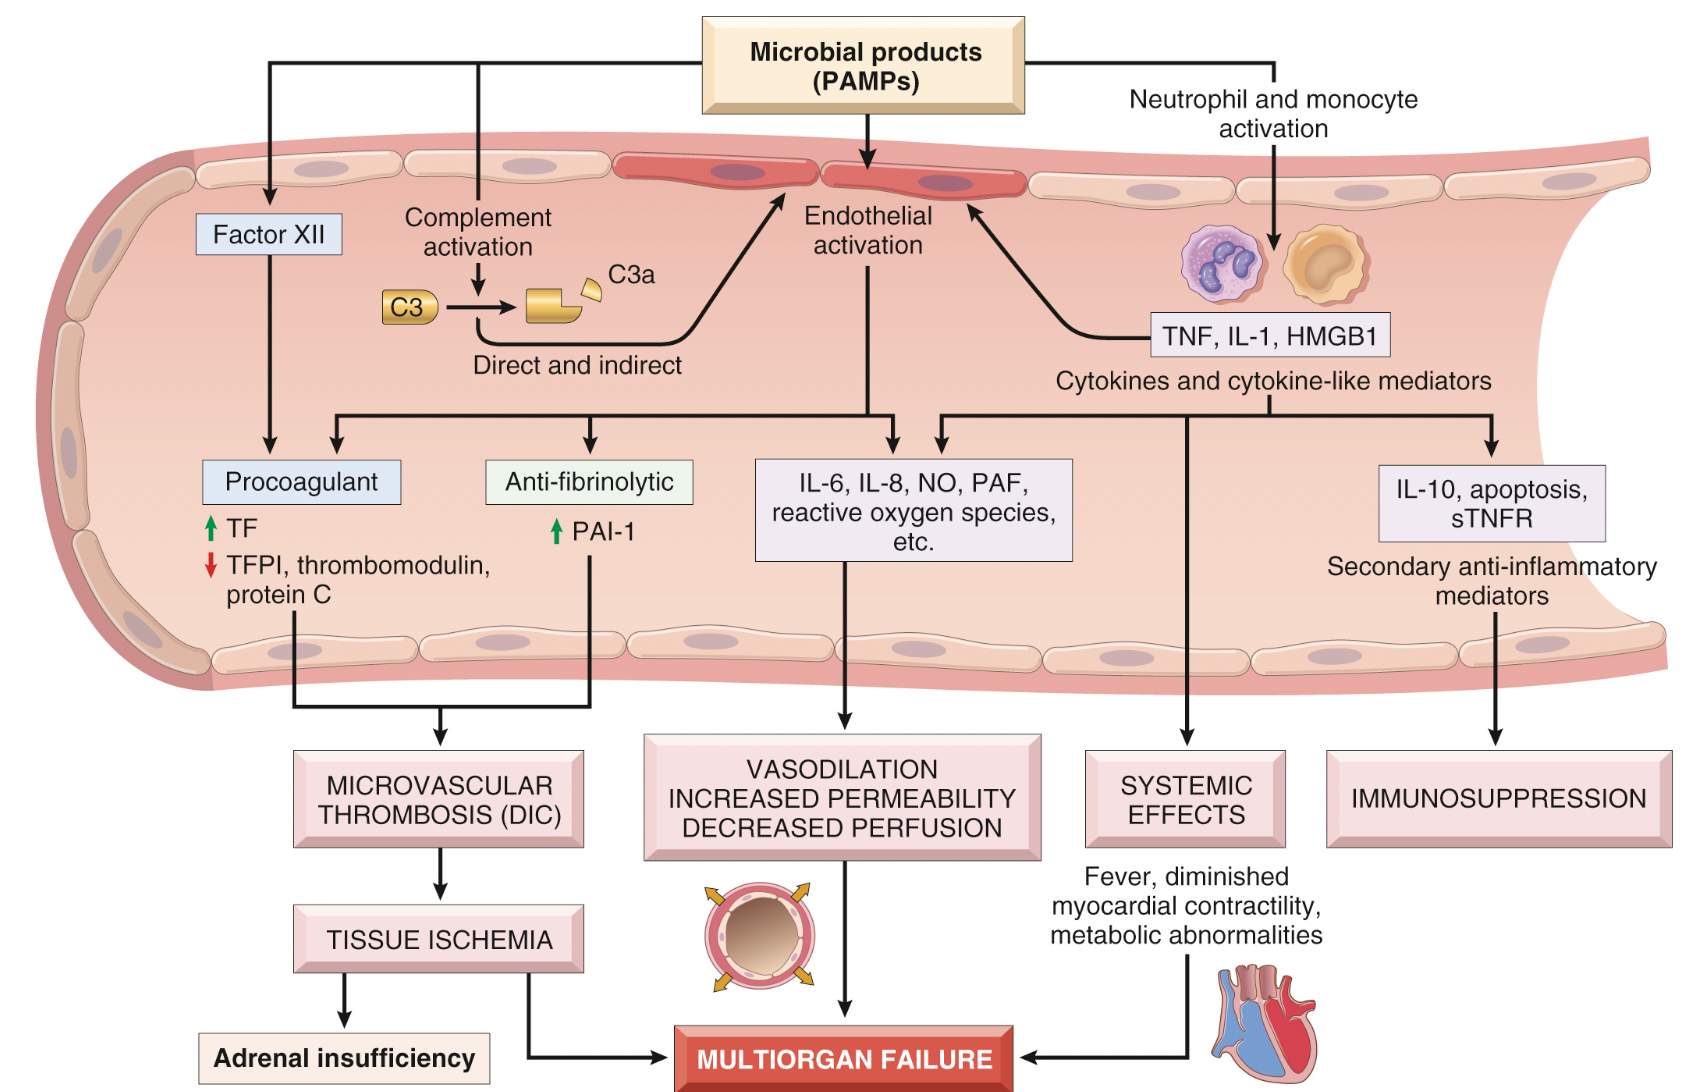 Microbial products
(PAMPs)
Neutrophil and monocyte
activation
Factor XII
Complement
activation
C3
C3a
Direct and indirect
Endothelial
activation
TNF, IL-1, HMGB1
Cytokines and cytokine-like mediators
Procoagulant
TF
TFPI, thrombomodulin,
protein C
Anti-fibrinolytic
PAI-1
IL-6, IL-8, NO, PAF,
reactive oxygen species,
etc.
IL-10, apoptosis,
sTNFR
Secondary anti-inflammatory
mediators
MICROVASCULAR
THROMBOSIS (DIC)
VASODILATION
INCREASED PERMEABILITY
DECREASED PERFUSION
SYSTEMIC
EFFECTS
IMMUNOSUPPRESSION
Fever, diminished
myocardial contractility,
metabolic abnormalities
TISSUE ISCHEMIA
Adrenal insufficiency
MULTIORGAN FAILURE